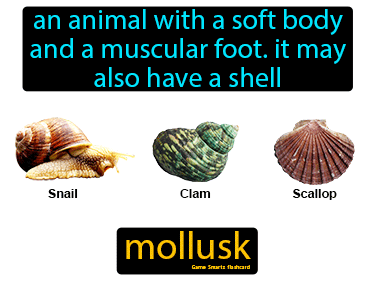 an animal with a soft body
and a muscular foot. it may
also have a shell
Snail
Clam
Scallop
mollusk
Game Smartz flashcard